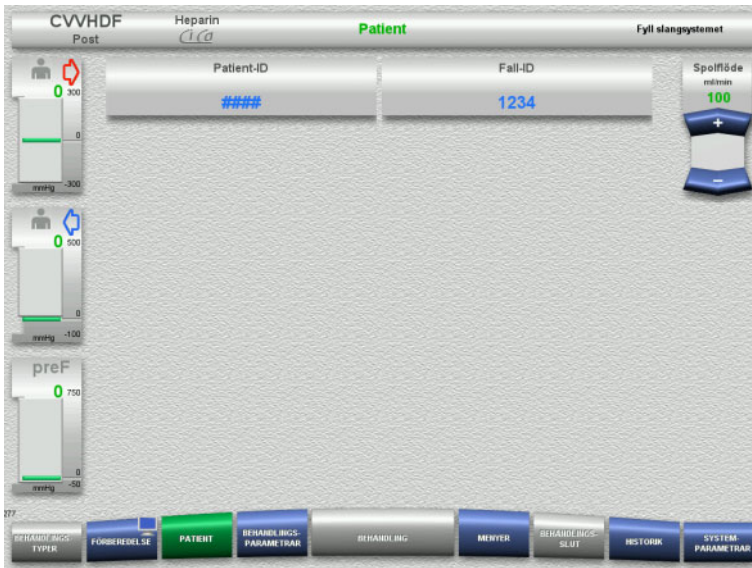 CVVHDF
Post
Heparin
Ci Ca
Patient
Fyll slangsystemet
0 300
0
mmHg -300
Patient-ID
####
Fall-ID
1234
Spolflöde
ml/min
100
+
−
0 500
0
mmHg -100
preF
0 750
0
mmHg -50
277
BEHANDLINGS-
TYPER
FÖRBEREDELSE
PATIENT
BEHANDLINGS-
PARAMETRAR
BEHANDLING
MENYER
BEHANDLINGS-
SLUT
HISTORIK
SYSTEM-
PARAMETRAR